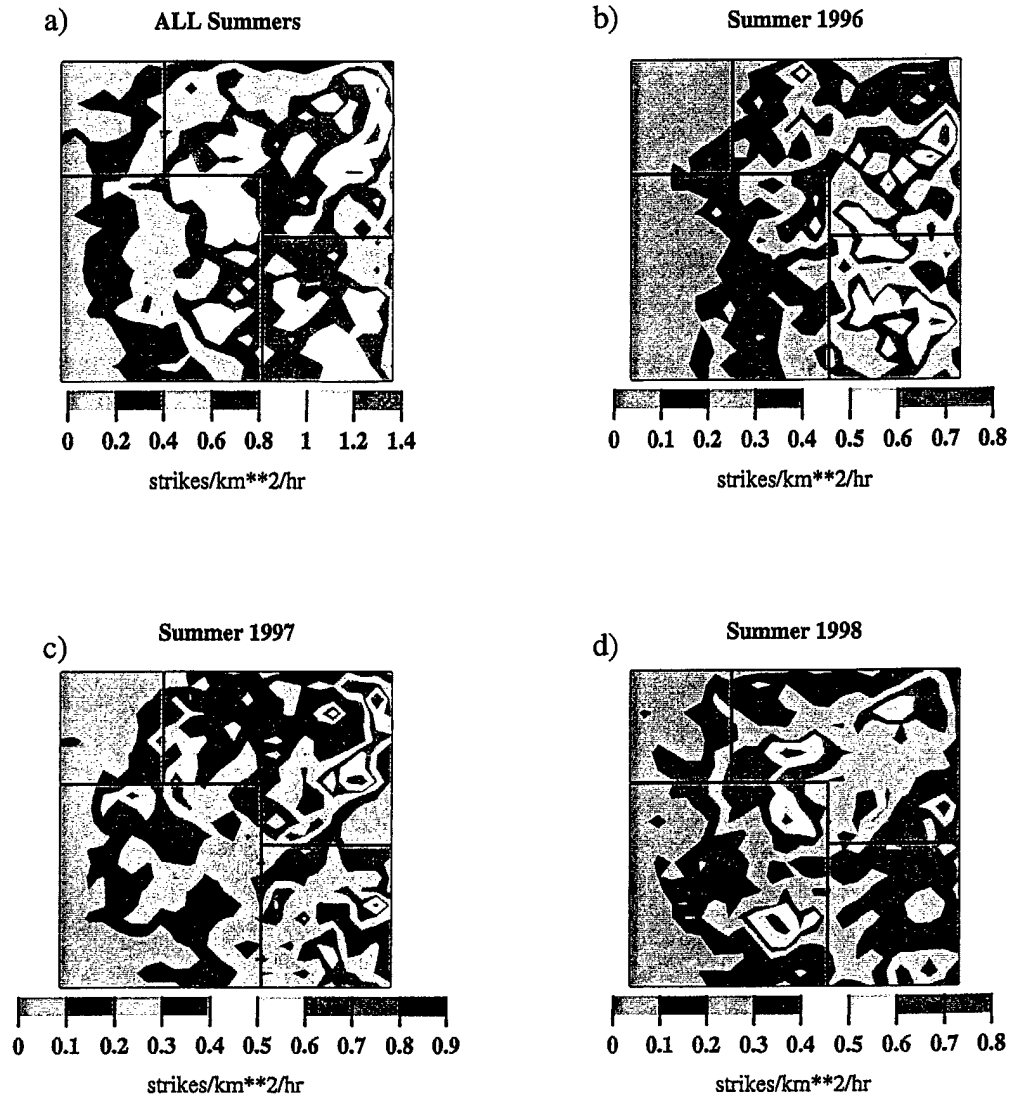 a)
ALL Summers
0 0.2 0.4 0.6 0.8 1 1.2 1.4
strikes/km**2/hr
b)
Summer 1996
0 0.1 0.2 0.3 0.4 0.5 0.6 0.7 0.8
strikes/km**2/hr
c)
Summer 1997
0 0.1 0.2 0.3 0.4 0.5 0.6 0.7 0.8 0.9
strikes/km**2/hr
d)
Summer 1998
0 0.1 0.2 0.3 0.4 0.5 0.6 0.7 0.8
strikes/km**2/hr